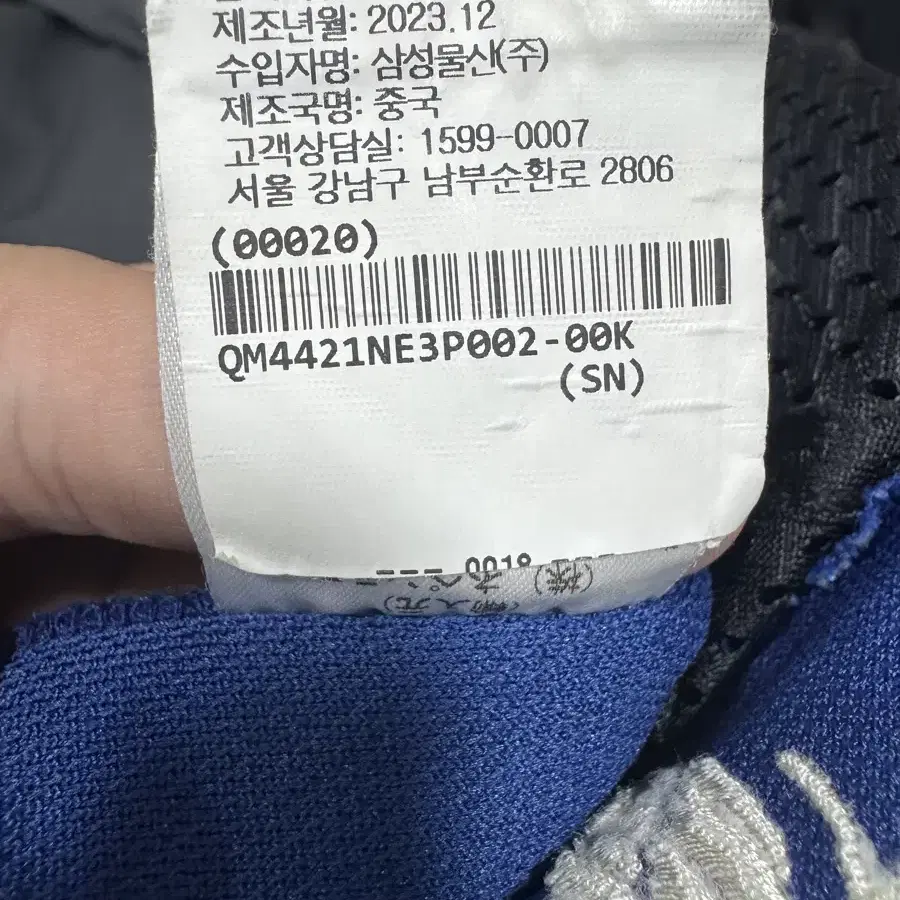 제조년월: 2023.12
수입자명: 삼성물산(주)
제조국명: 중국
고객상담실: 1599-0007
서울 강남구 남부순환로 2806
(00020)
QM4421NE3P002-00K
(SN)
--- 0018 ---